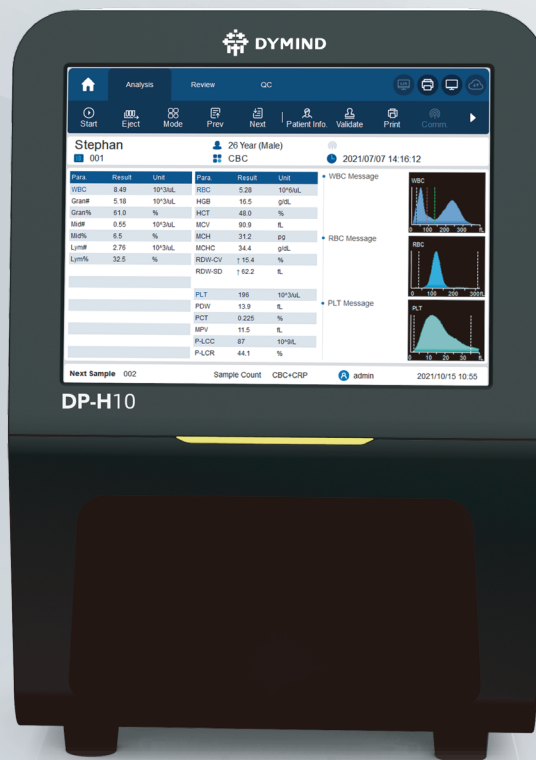 DYMIND
Analysis Review QC
Start Eject Mode Prev Next Patient Info. Validate Print Comm.
Stephan 26 Year (Male)
001 CBC 2021/07/07 14:16:12
Para. Result Unit Para. Result Unit • WBC Message WBC
WBC 8.49 10^3/uL RBC 5.28 10^6/uL
Gran# 5.18 10^3/uL HGB 16.5 g/dL
Gran% 61.0 % HCT 48.0 %
Mid# 0.55 10^3/uL MCV 90.9 fL 0 100 200 300 fL
Mid% 6.5 % MCH 31.2 pg • RBC Message RBC
Lym# 2.76 10^3/uL MCHC 34.4 g/dL
Lym% 32.5 % RDW-CV ↑ 15.4 %
RDW-SD ↑ 62.2 fL
0 100 200 300 fL
PLT 196 10^3/uL • PLT Message PLT
PDW 13.9 fL
PCT 0.225 %
MPV 11.5 fL
P-LCC 87 10^9/L
P-LCR 44.1 % 0 10 20 30 fL
Next Sample 002 Sample Count CBC+CRP admin 2021/10/15 10:55
DP-H10